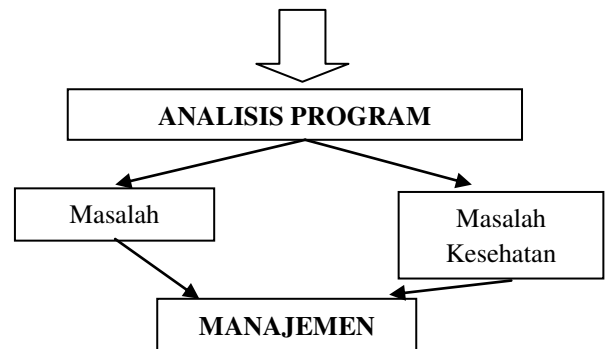 ANALISIS PROGRAM
Masalah
Masalah
Kesehatan
MANAJEMEN